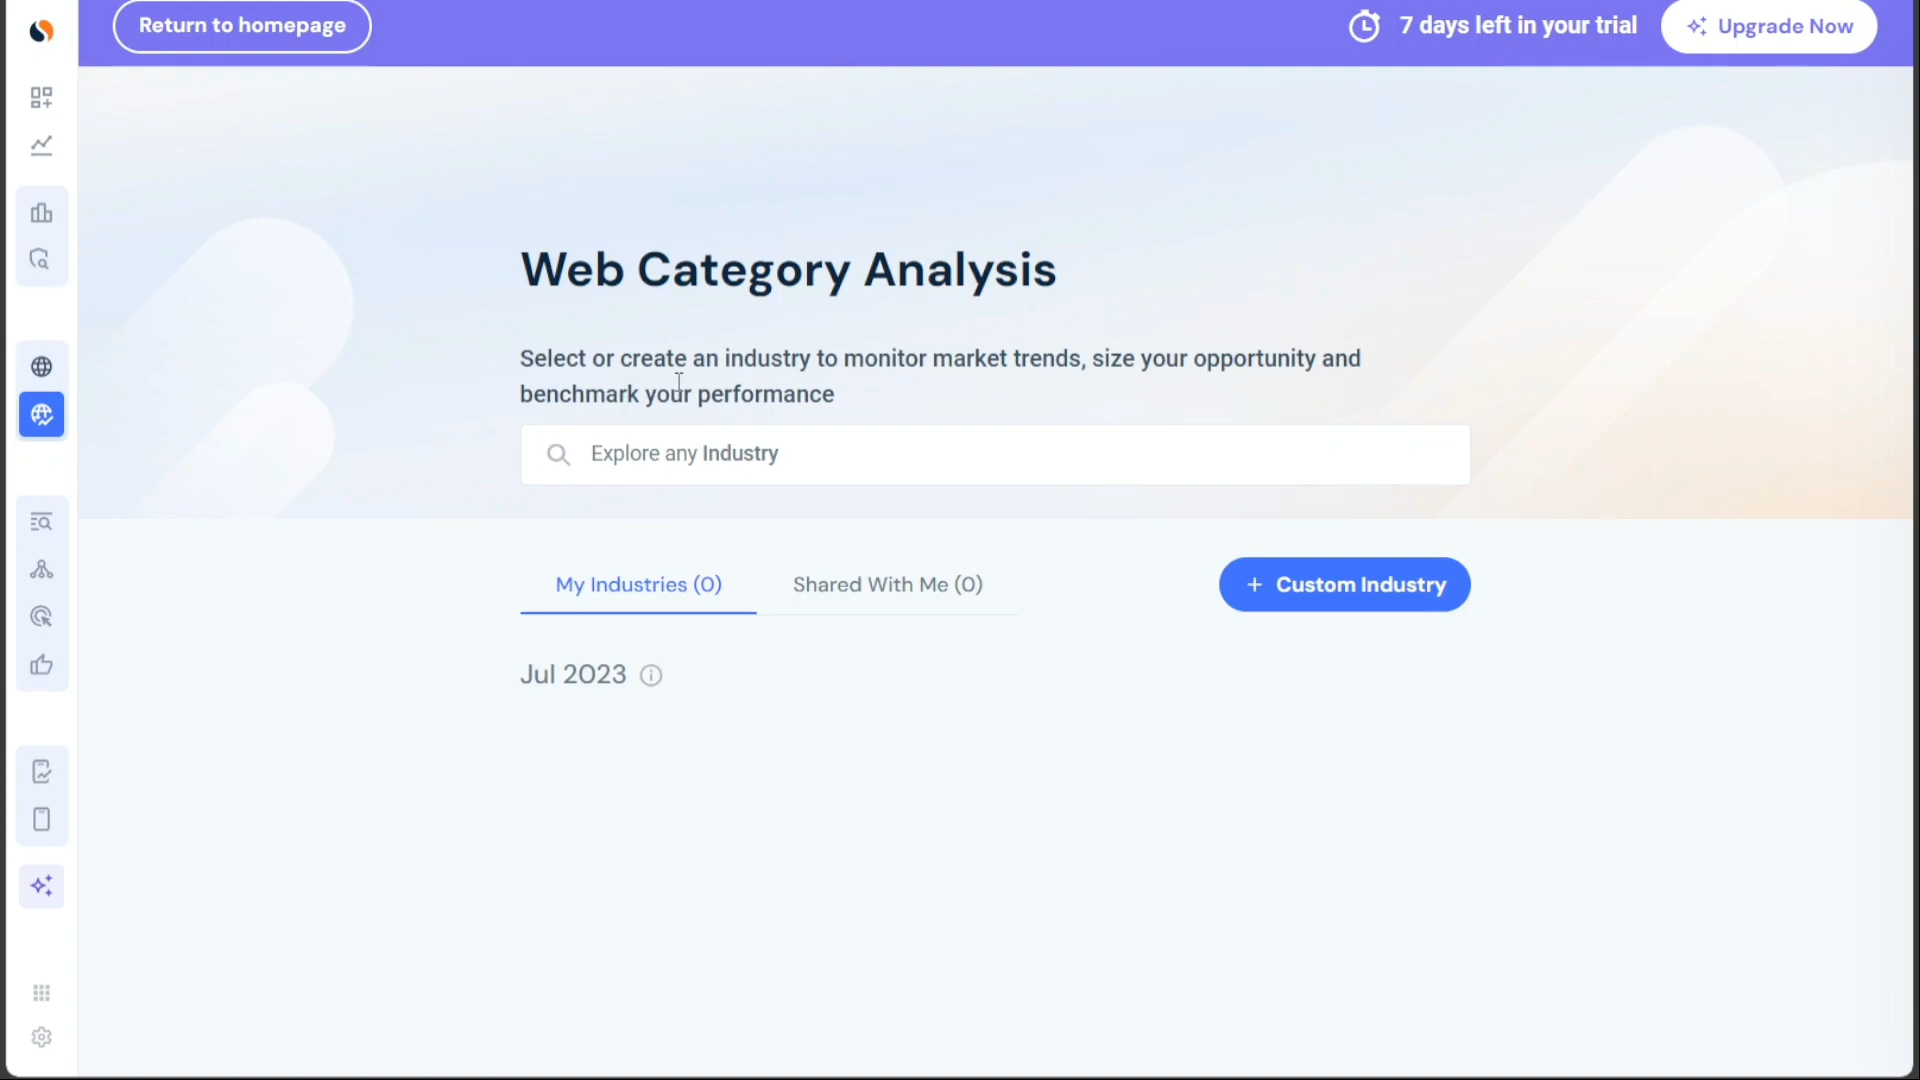 Return to homepage
7 days left in your trial
Upgrade Now
Web Category Analysis
Select or create an industry to monitor market trends, size your opportunity and
benchmark your performance
Explore any Industry
My Industries (0)
Shared With Me (0)
+ Custom Industry
Jul 2023